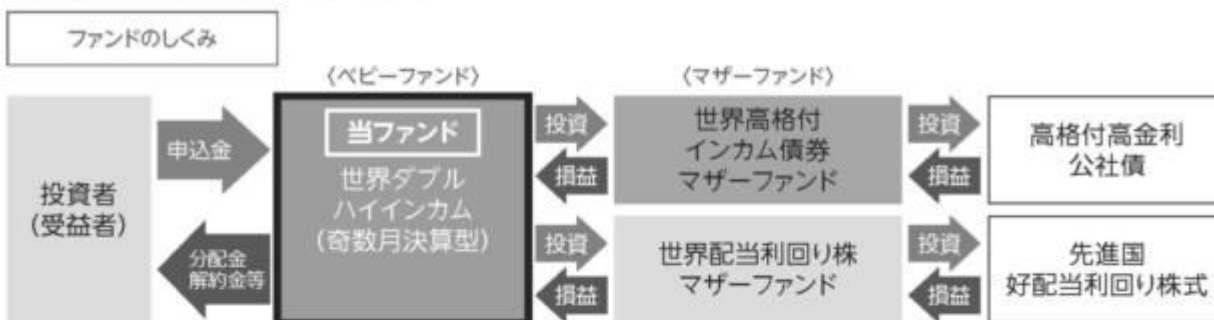 ファンドのしくみ
〈ベビーファンド〉
〈マザーファンド〉
投資者
(受益者)
申込金
分配金
解約金等
当ファンド
世界ダブル
ハイインカム
(奇数月決算型)
投資
損益
世界高格付
インカム債券
マザーファンド
投資
損益
高格付高金利
公社債
投資
損益
世界配当利回り株
マザーファンド
投資
損益
先進国
好配当利回り株式